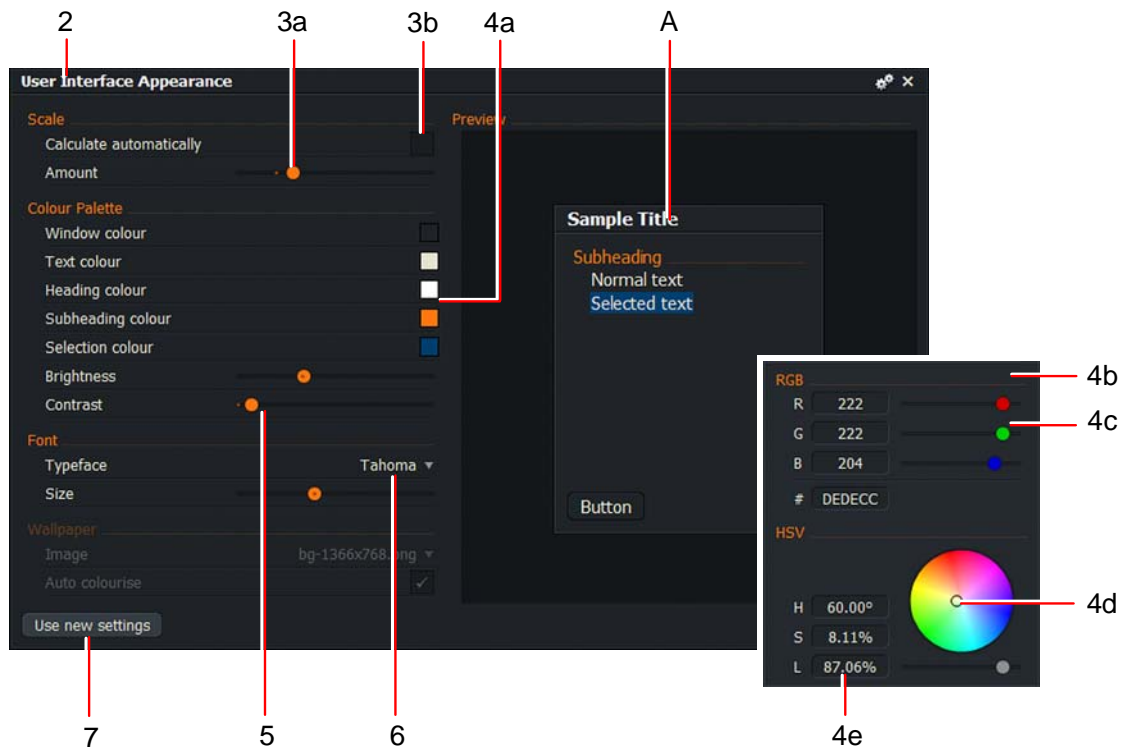 2 3a 3b 4a A
User Interface Appearance
Scale
Preview
Calculate automatically
Amount
Colour Palette
Window colour
Text colour
Heading colour
Subheading colour
Selection colour
Brightness
Contrast
Font
Typeface Tahoma
Size
Wallpaper
Image bg-1366x768.png
Auto colourise
Use new settings
Sample Title
Subheading
Normal text
Selected text
Button
RGB 4b
R 222
G 222 4c
B 204
# DEDECC
HSV
H 60.00º 4d
S 8.11%
L 87.06%
7 5 6 4e